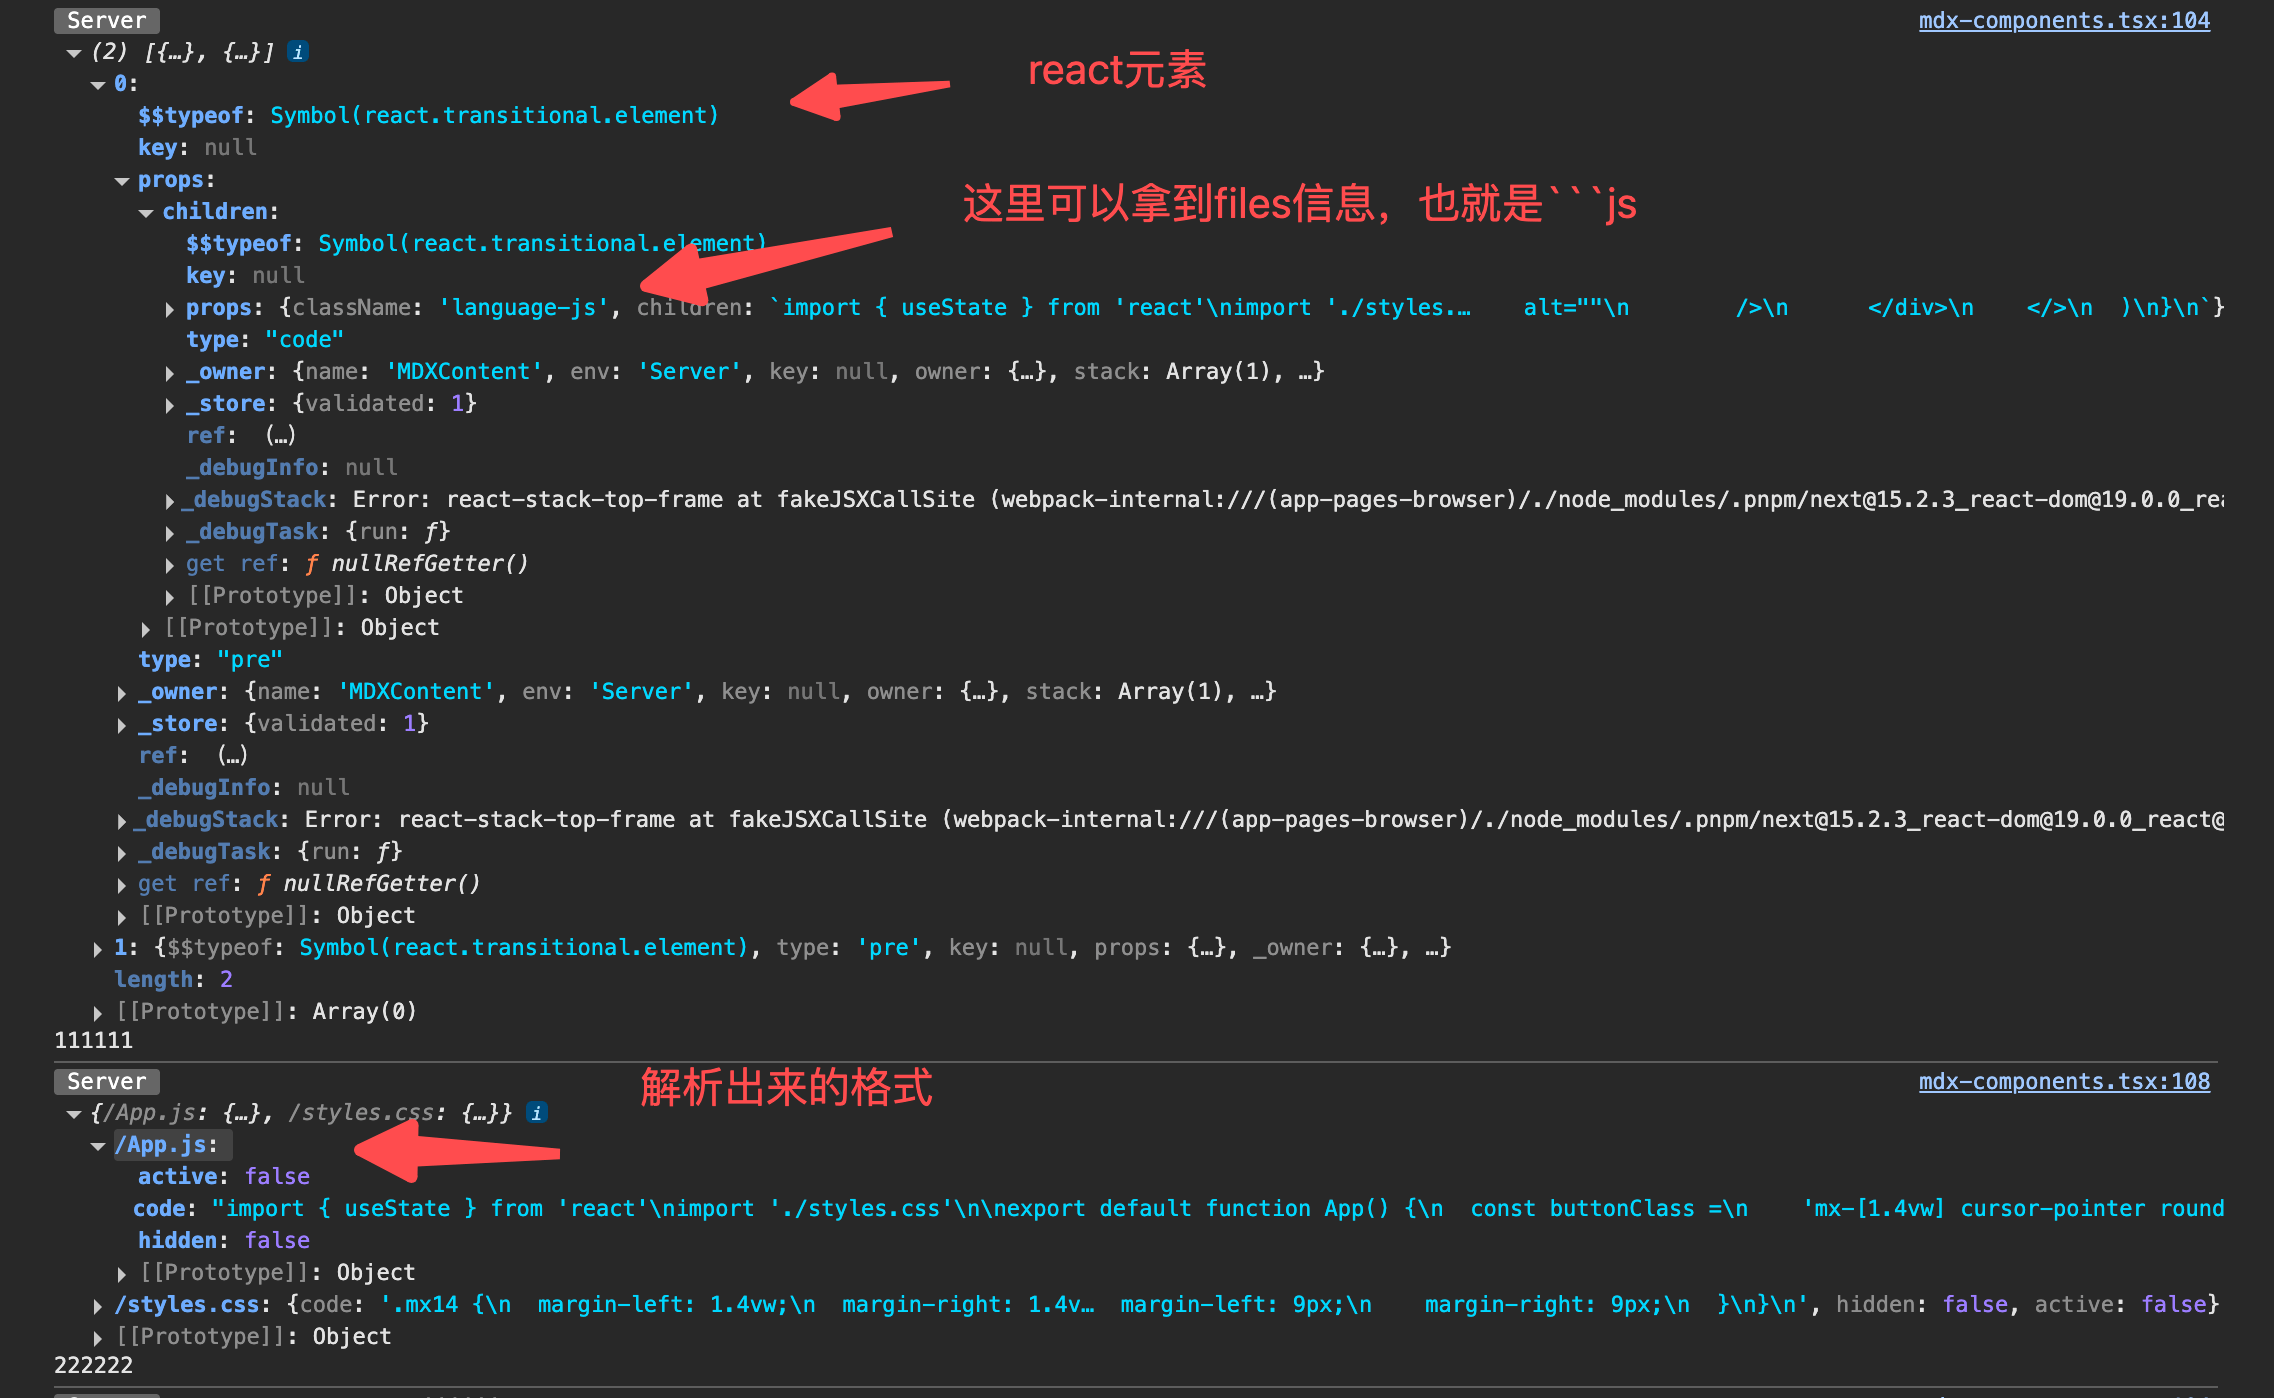 Server mdx-components.tsx:104
(2) [{…}, {…}] i
react元素
0:
$$typeof: Symbol(react.transitional.element)
key: null
props:
这里可以拿到files信息，也就是```js
children:
$$typeof: Symbol(react.transitional.element)
key: null
props: {className: 'language-js', children: `import { useState } from 'react'\nimport './styles.…    alt=""\n        />\n      </div>\n    </>\n  )\n}\n`}
type: "code"
_owner: {name: 'MDXContent', env: 'Server', key: null, owner: {…}, stack: Array(1), …}
_store: {validated: 1}
ref: (…)
_debugInfo: null
_debugStack: Error: react-stack-top-frame at fakeJSXCallSite (webpack-internal:///(app-pages-browser)/./node_modules/.pnpm/next@15.2.3_react-dom@19.0.0_rea
_debugTask: {run: ƒ}
get ref: ƒ nullRefGetter()
[[Prototype]]: Object
[[Prototype]]: Object
type: "pre"
_owner: {name: 'MDXContent', env: 'Server', key: null, owner: {…}, stack: Array(1), …}
_store: {validated: 1}
ref: (…)
_debugInfo: null
_debugStack: Error: react-stack-top-frame at fakeJSXCallSite (webpack-internal:///(app-pages-browser)/./node_modules/.pnpm/next@15.2.3_react-dom@19.0.0_react@
_debugTask: {run: ƒ}
get ref: ƒ nullRefGetter()
[[Prototype]]: Object
1: {$$typeof: Symbol(react.transitional.element), type: 'pre', key: null, props: {…}, _owner: {…}, …}
length: 2
[[Prototype]]: Array(0)
111111
Server mdx-components.tsx:108
解析出来的格式
{/App.js: {…}, /styles.css: {…}} i
/App.js:
active: false
code: "import { useState } from 'react'\nimport './styles.css'\n\nexport default function App() {\n  const buttonClass =\n    'mx-[1.4vw] cursor-pointer round
hidden: false
[[Prototype]]: Object
/styles.css: {code: '.mx14 {\n  margin-left: 1.4vw;\n  margin-right: 1.4v…  margin-left: 9px;\n    margin-right: 9px;\n  }\n}\n', hidden: false, active: false}
[[Prototype]]: Object
222222